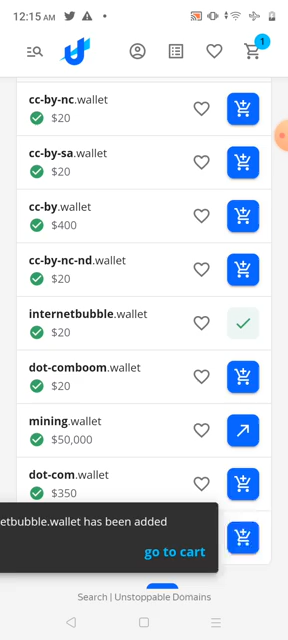 12:15 AM
1
cc-by-nc.wallet
$20
cc-by-sa.wallet
$20
cc-by.wallet
$400
cc-by-nc-nd.wallet
$20
internetbubble.wallet
$20
dot-comboom.wallet
$20
mining.wallet
$50,000
dot-com.wallet
$350
etbubble.wallet has been added
go to cart
Search | Unstoppable Domains